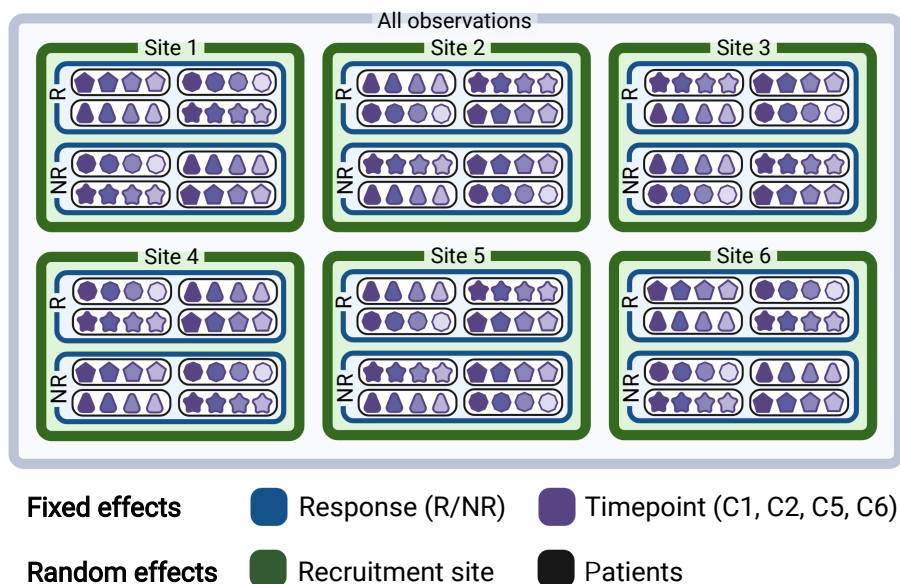 All observations
Site 1
Site 2
Site 3
R
R
R
NR
NR
NR
Site 4
Site 5
Site 6
R
R
R
NR
NR
NR
Fixed effects
Response (R/NR)
Timepoint (C1, C2, C5, C6)
Random effects
Recruitment site
Patients